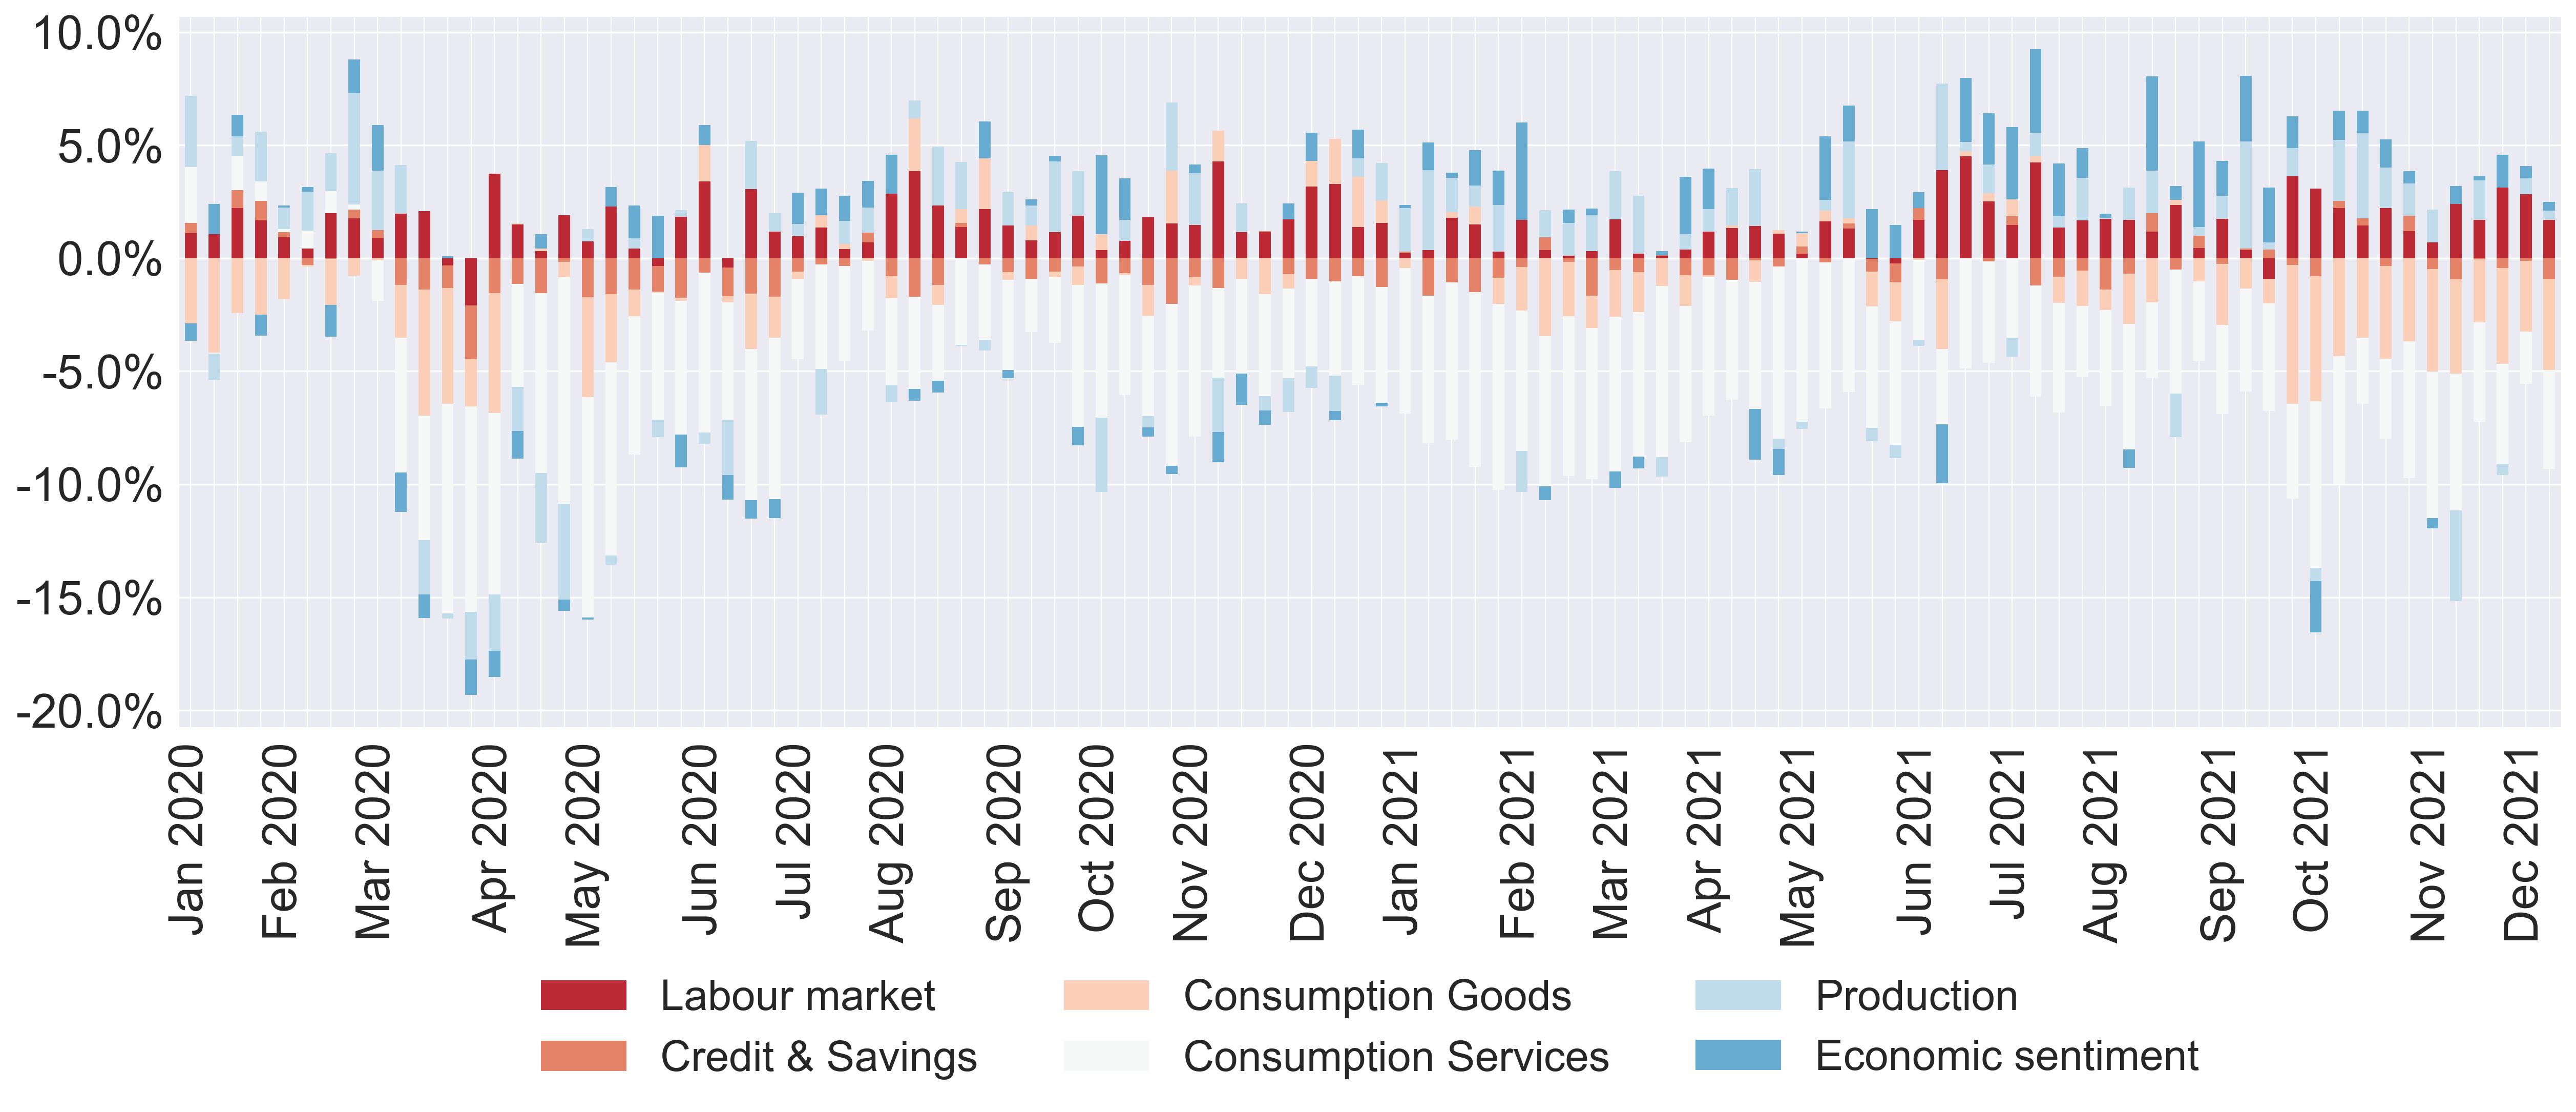 10.0%
5.0%
0.0%
-5.0%
-10.0%
-15.0%
-20.0%
Jan 2020
Feb 2020
Mar 2020
Apr 2020
May 2020
Jun 2020
Jul 2020
Aug 2020
Sep 2020
Oct 2020
Nov 2020
Dec 2020
Jan 2021
Feb 2021
Mar 2021
Apr 2021
May 2021
Jun 2021
Jul 2021
Aug 2021
Sep 2021
Oct 2021
Nov 2021
Dec 2021
Labour market
Credit & Savings
Consumption Goods
Consumption Services
Production
Economic sentiment